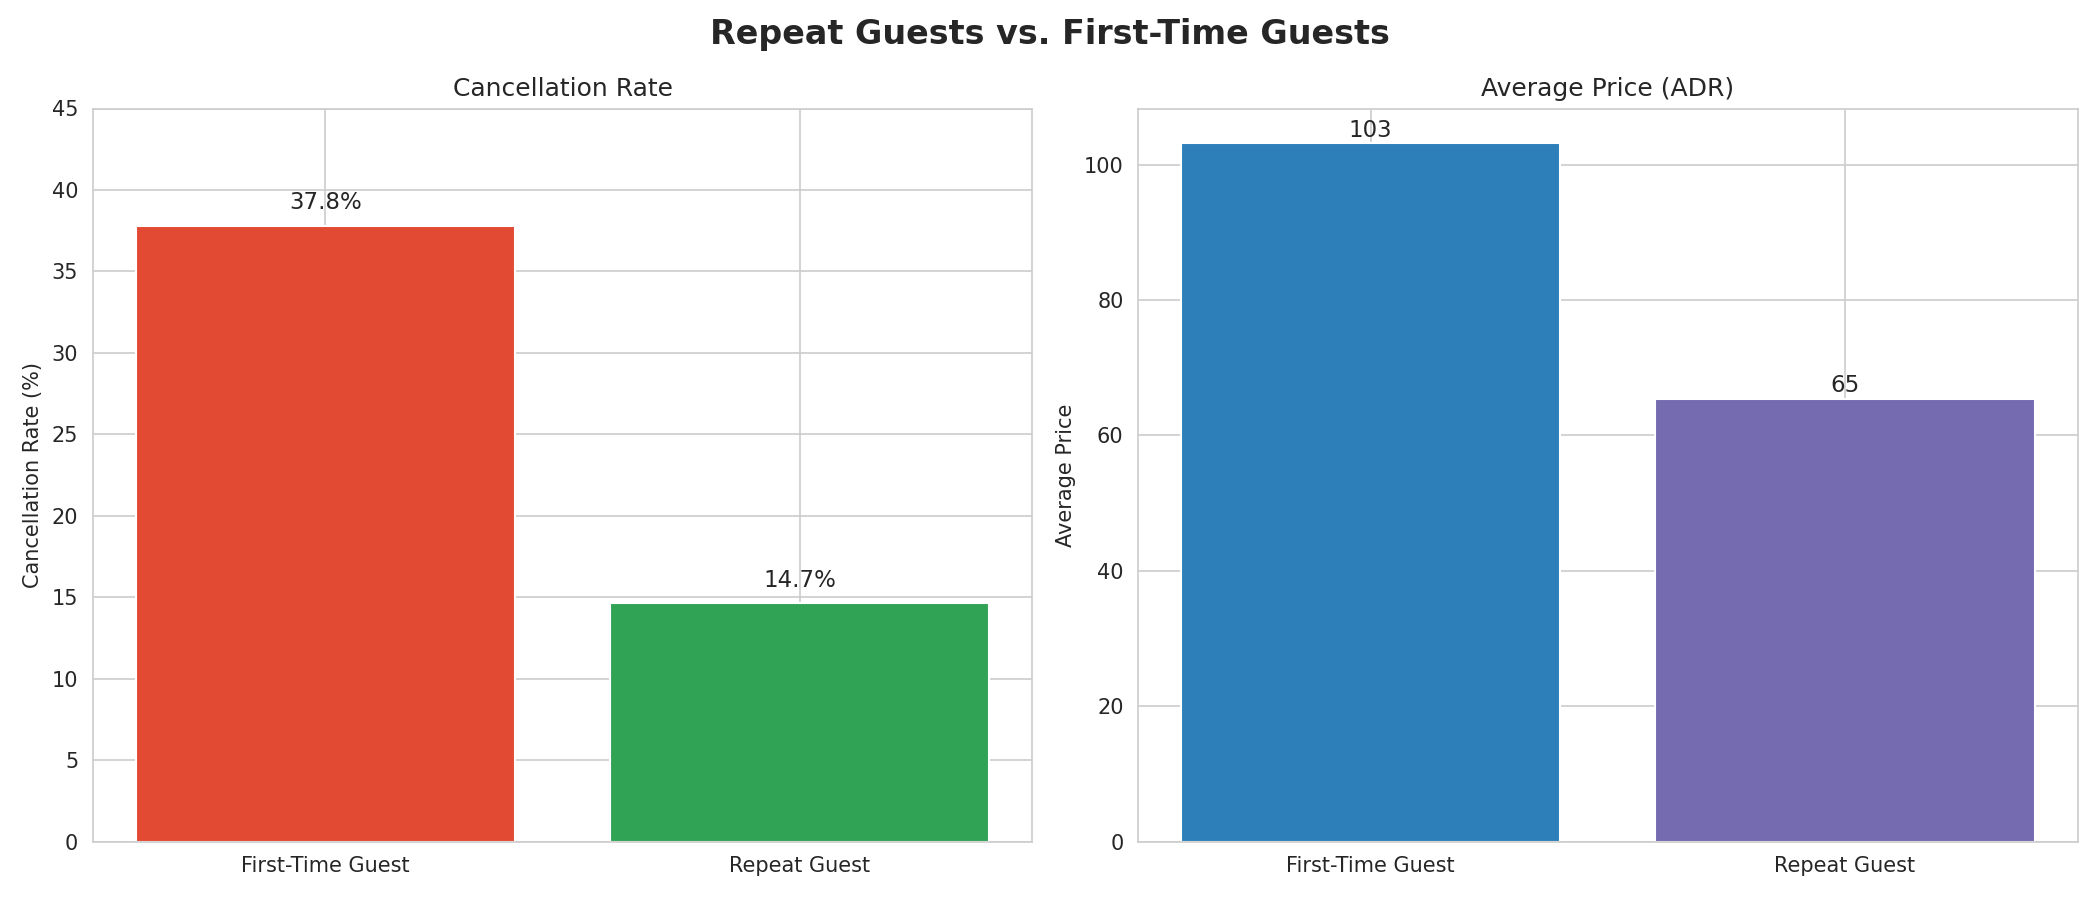 Repeat Guests vs. First-Time Guests
Cancellation Rate
Cancellation Rate (%)
45
40
35
30
25
20
15
10
5
0
37.8%
14.7%
First-Time Guest
Repeat Guest
Average Price (ADR)
Average Price
100
80
60
40
20
0
103
65
First-Time Guest
Repeat Guest